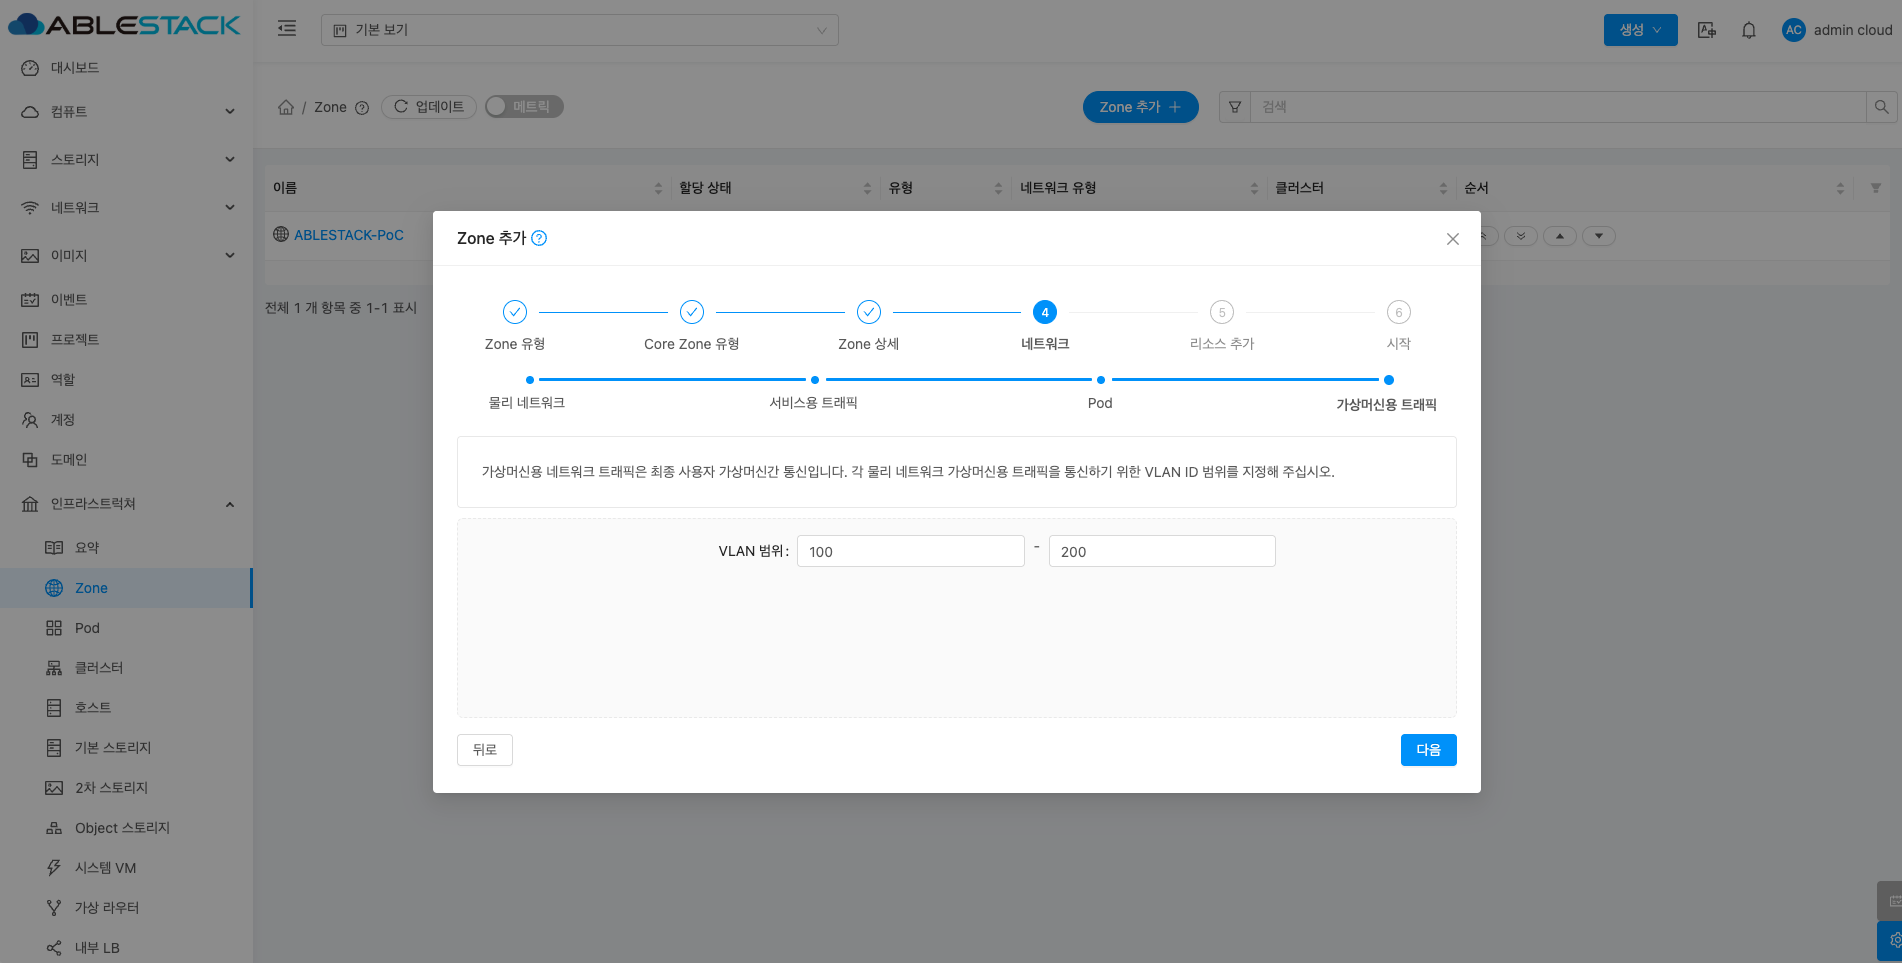 ABLESTACK
기본 보기
생성
AC admin cloud
대시보드
컴퓨트
스토리지
네트워크
이미지
이벤트
프로젝트
역할
계정
도메인
인프라스트럭쳐
요약
Zone
Pod
클러스터
호스트
기본 스토리지
2차 스토리지
Object 스토리지
시스템 VM
가상 라우터
내부 LB
/ Zone 업데이트 메트릭
Zone 추가 +
검색
이름 할당 상태 유형 네트워크 유형 클러스터 순서
ABLESTACK-PoC
전체 1 개 항목 중 1-1 표시
Zone 추가
4 5 6
Zone 유형 Core Zone 유형 Zone 상세 네트워크 리소스 추가 시작
물리 네트워크 서비스용 트래픽 Pod 가상머신용 트래픽
가상머신용 네트워크 트래픽은 최종 사용자 가상머신간 통신입니다. 각 물리 네트워크 가상머신용 트래픽을 통신하기 위한 VLAN ID 범위를 지정해 주십시오.
VLAN 범위: 100 - 200
뒤로 다음